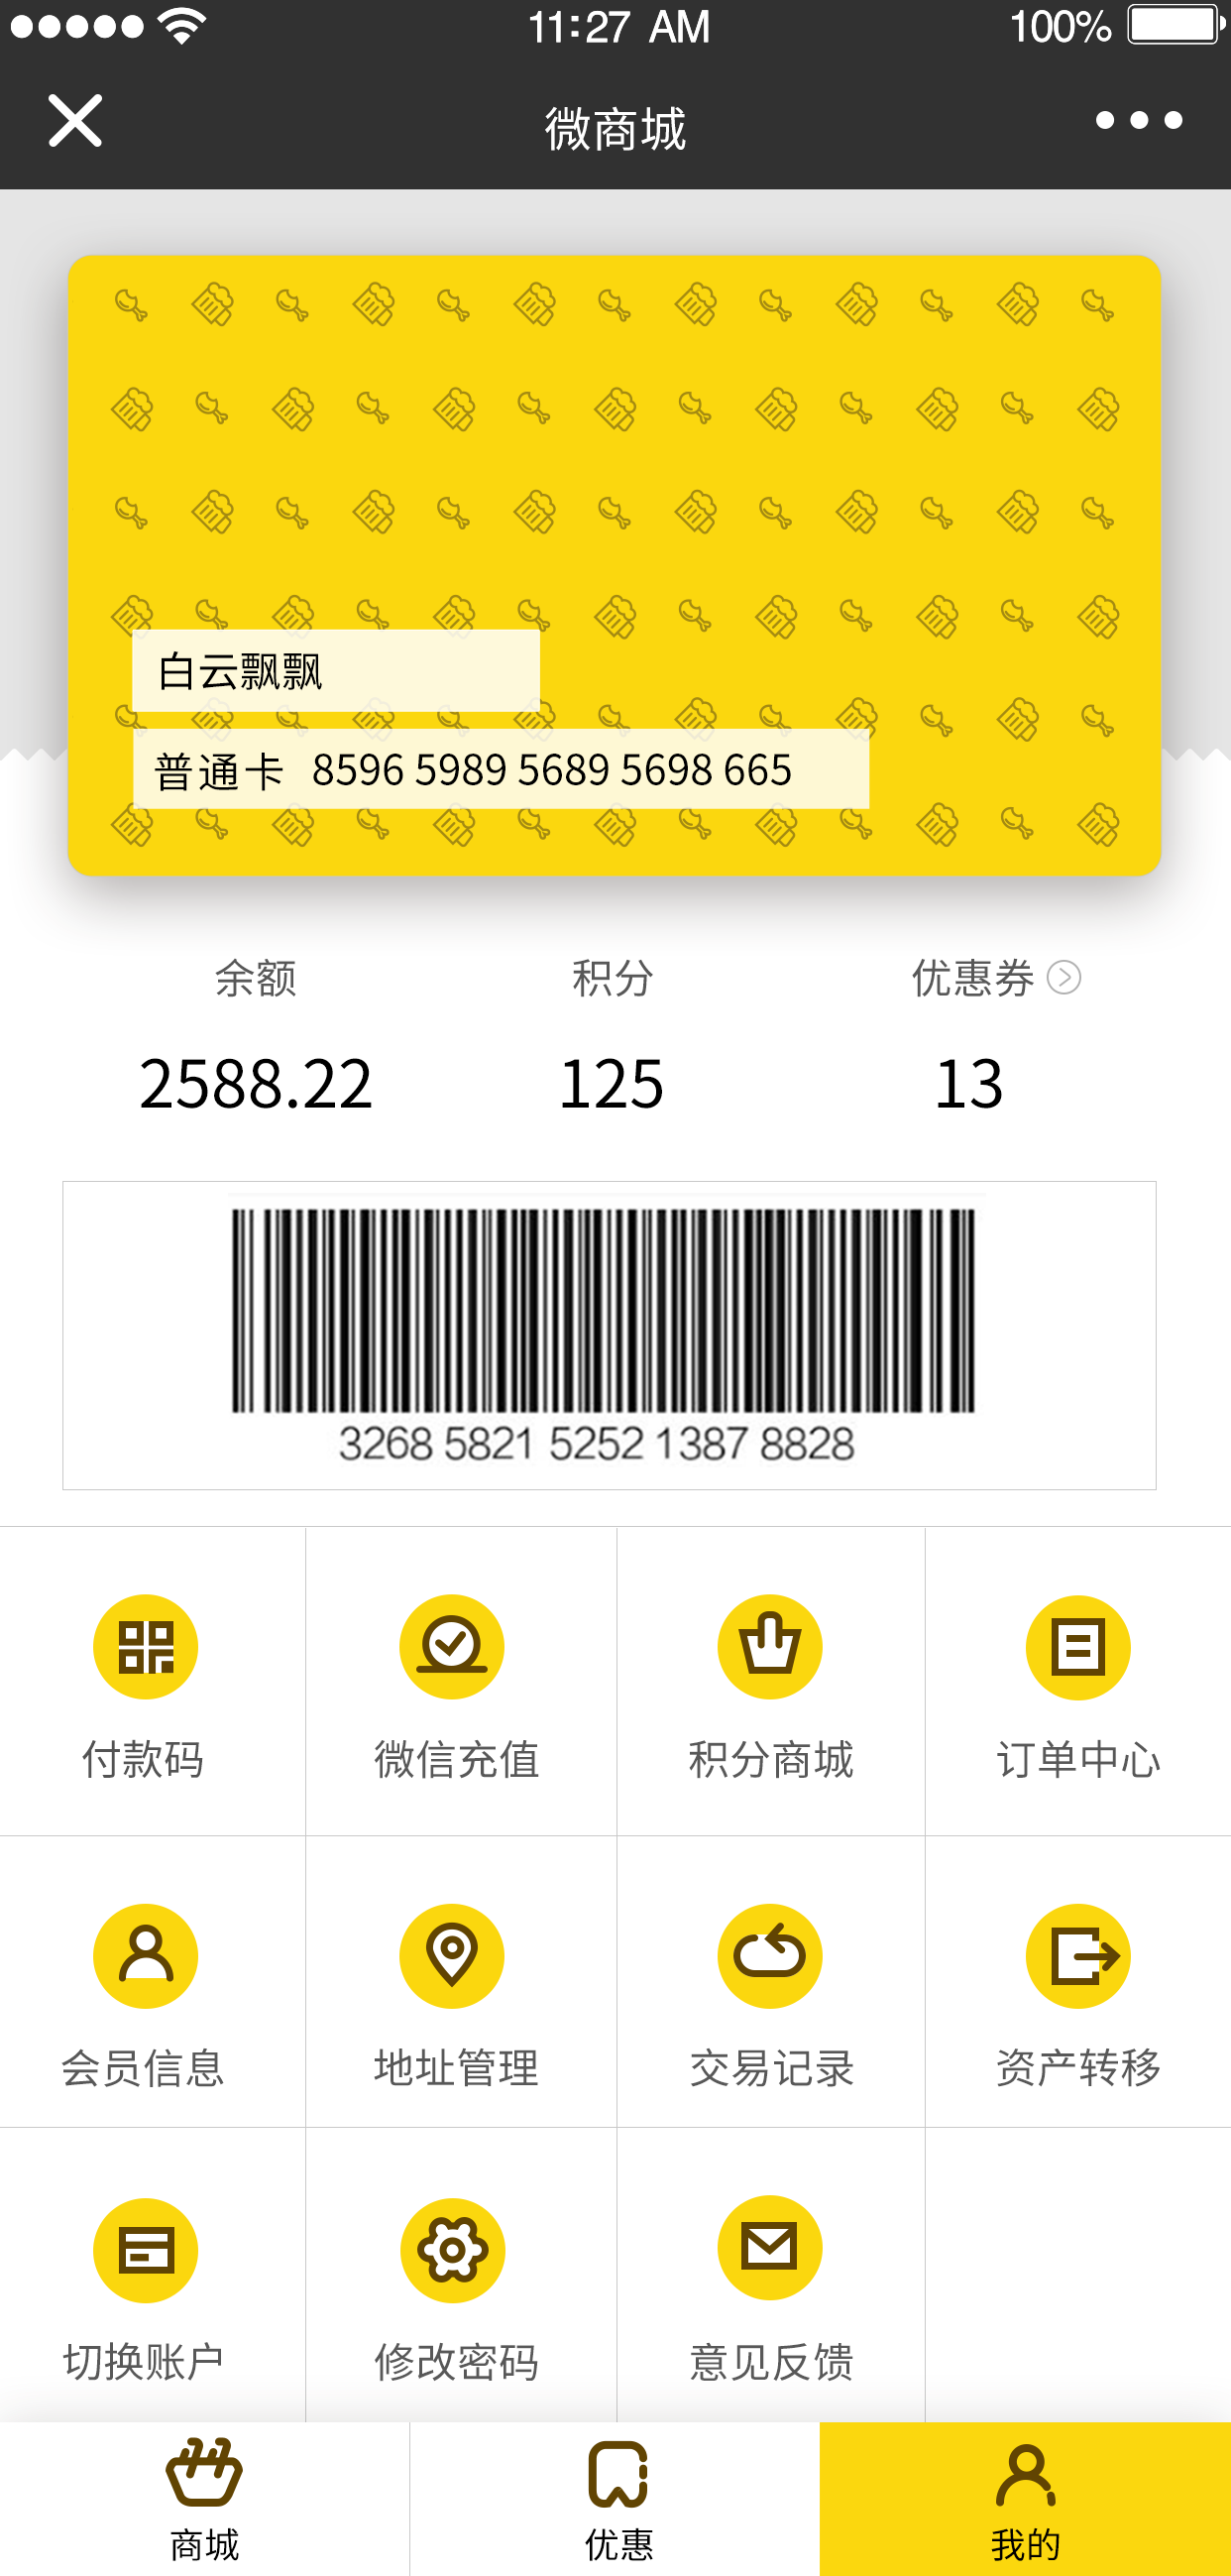 11:27 AM 100%
微商城
白云飘飘
普通卡 8596 5989 5689 5698 665
余额 积分 优惠券
2588.22 125 13
3268 5821 5252 1387 8828
付款码 微信充值 积分商城 订单中心
会员信息 地址管理 交易记录 资产转移
切换账户 修改密码 意见反馈
商城 优惠 我的